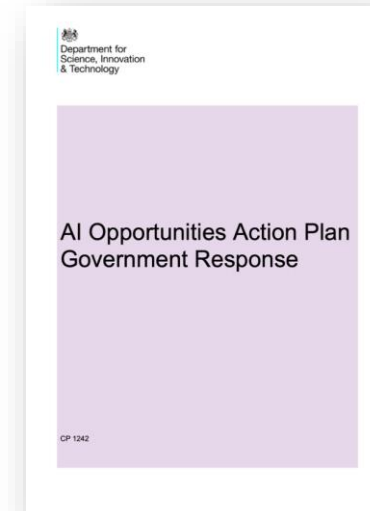 Department for
Science, Innovation
& Technology
AI Opportunities Action Plan
Government Response
CP 1242